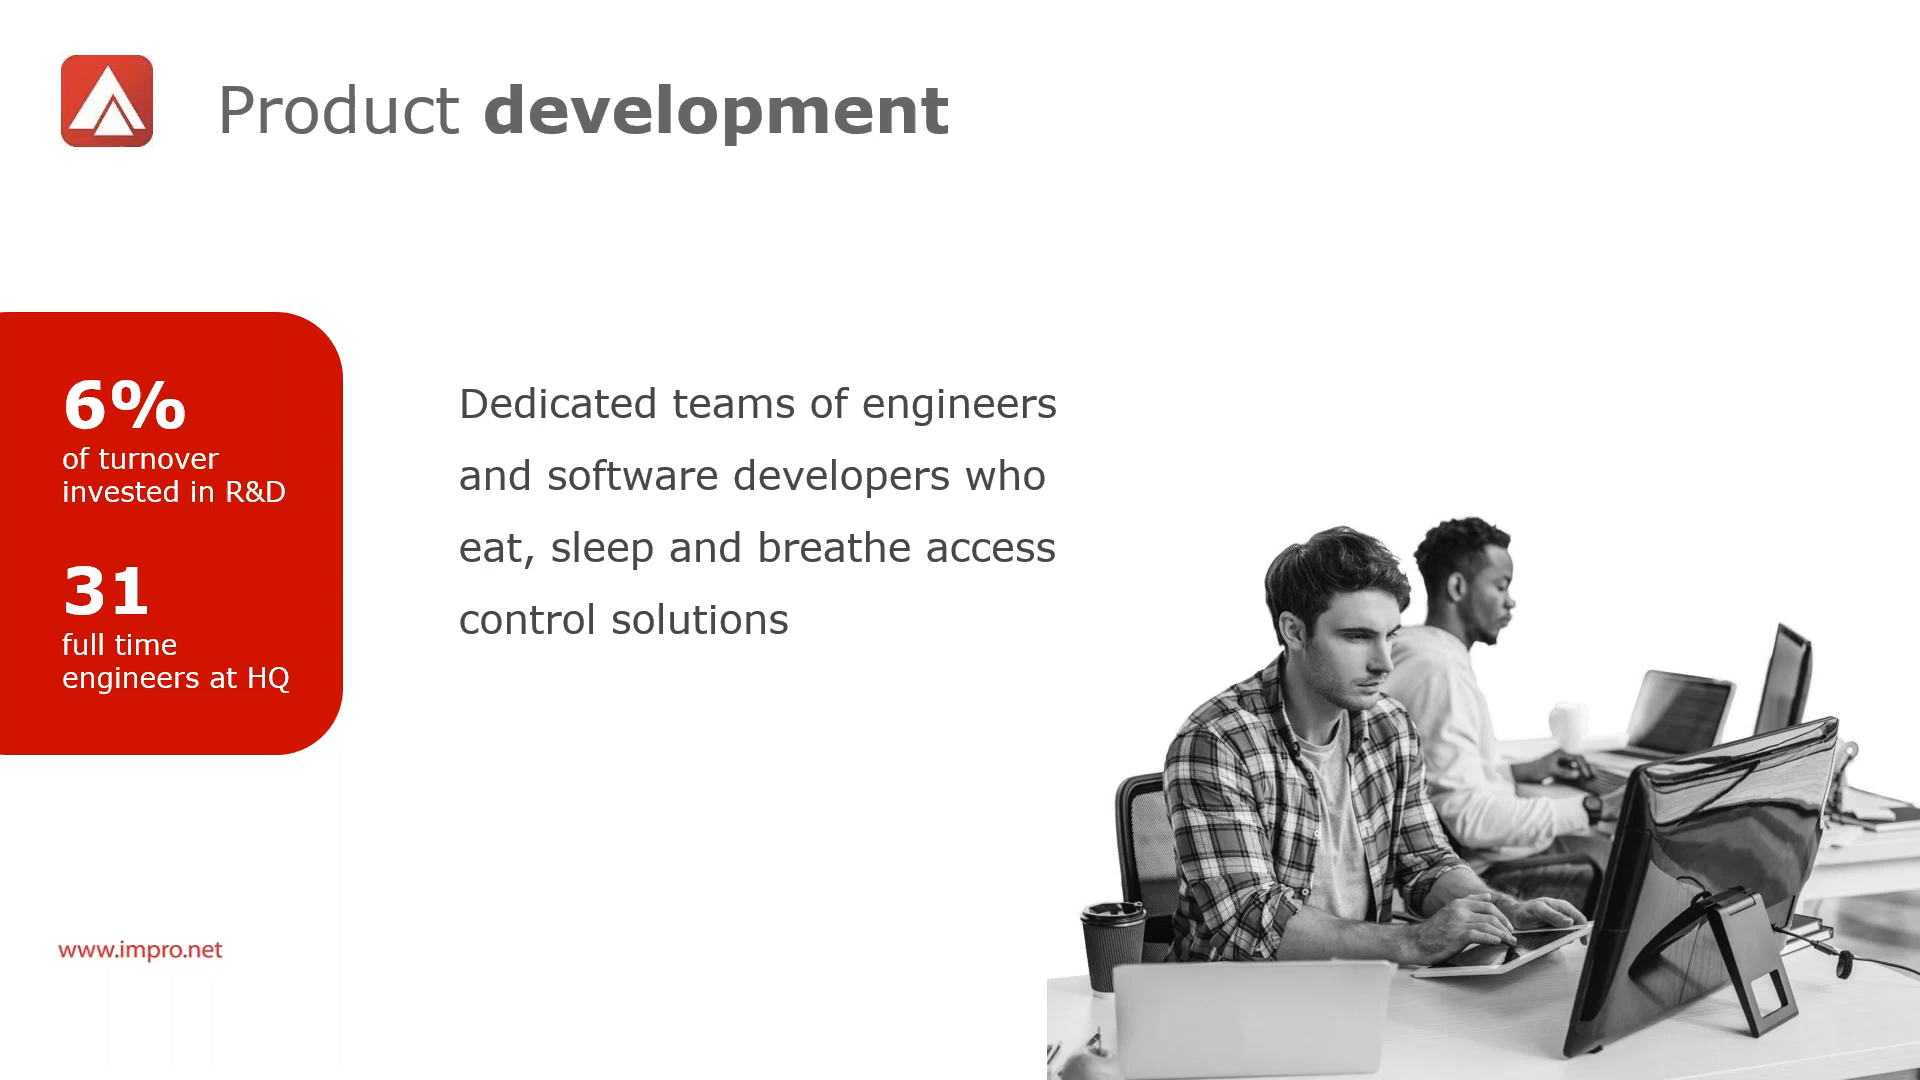 Product development
6%
of turnover
invested in R&D
31
full time
engineers at HQ
Dedicated teams of engineers
and software developers who
eat, sleep and breathe access
control solutions
www.impro.net